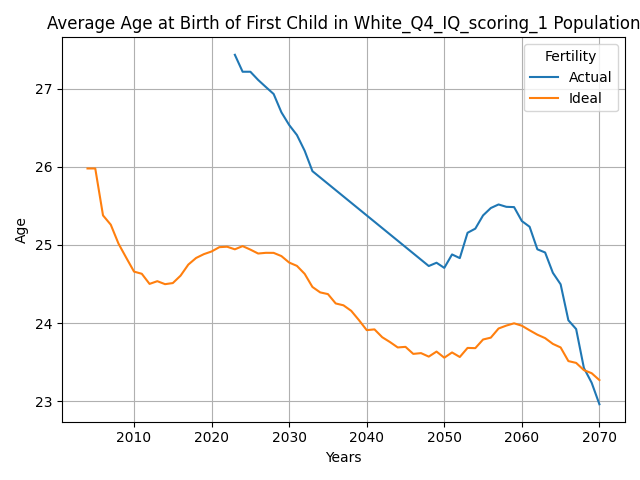 Average Age at Birth of First Child in White_Q4_IQ_scoring_1 Population
Fertility
Actual
Ideal
Age
27
26
25
24
23
2010 2020 2030 2040 2050 2060 2070
Years